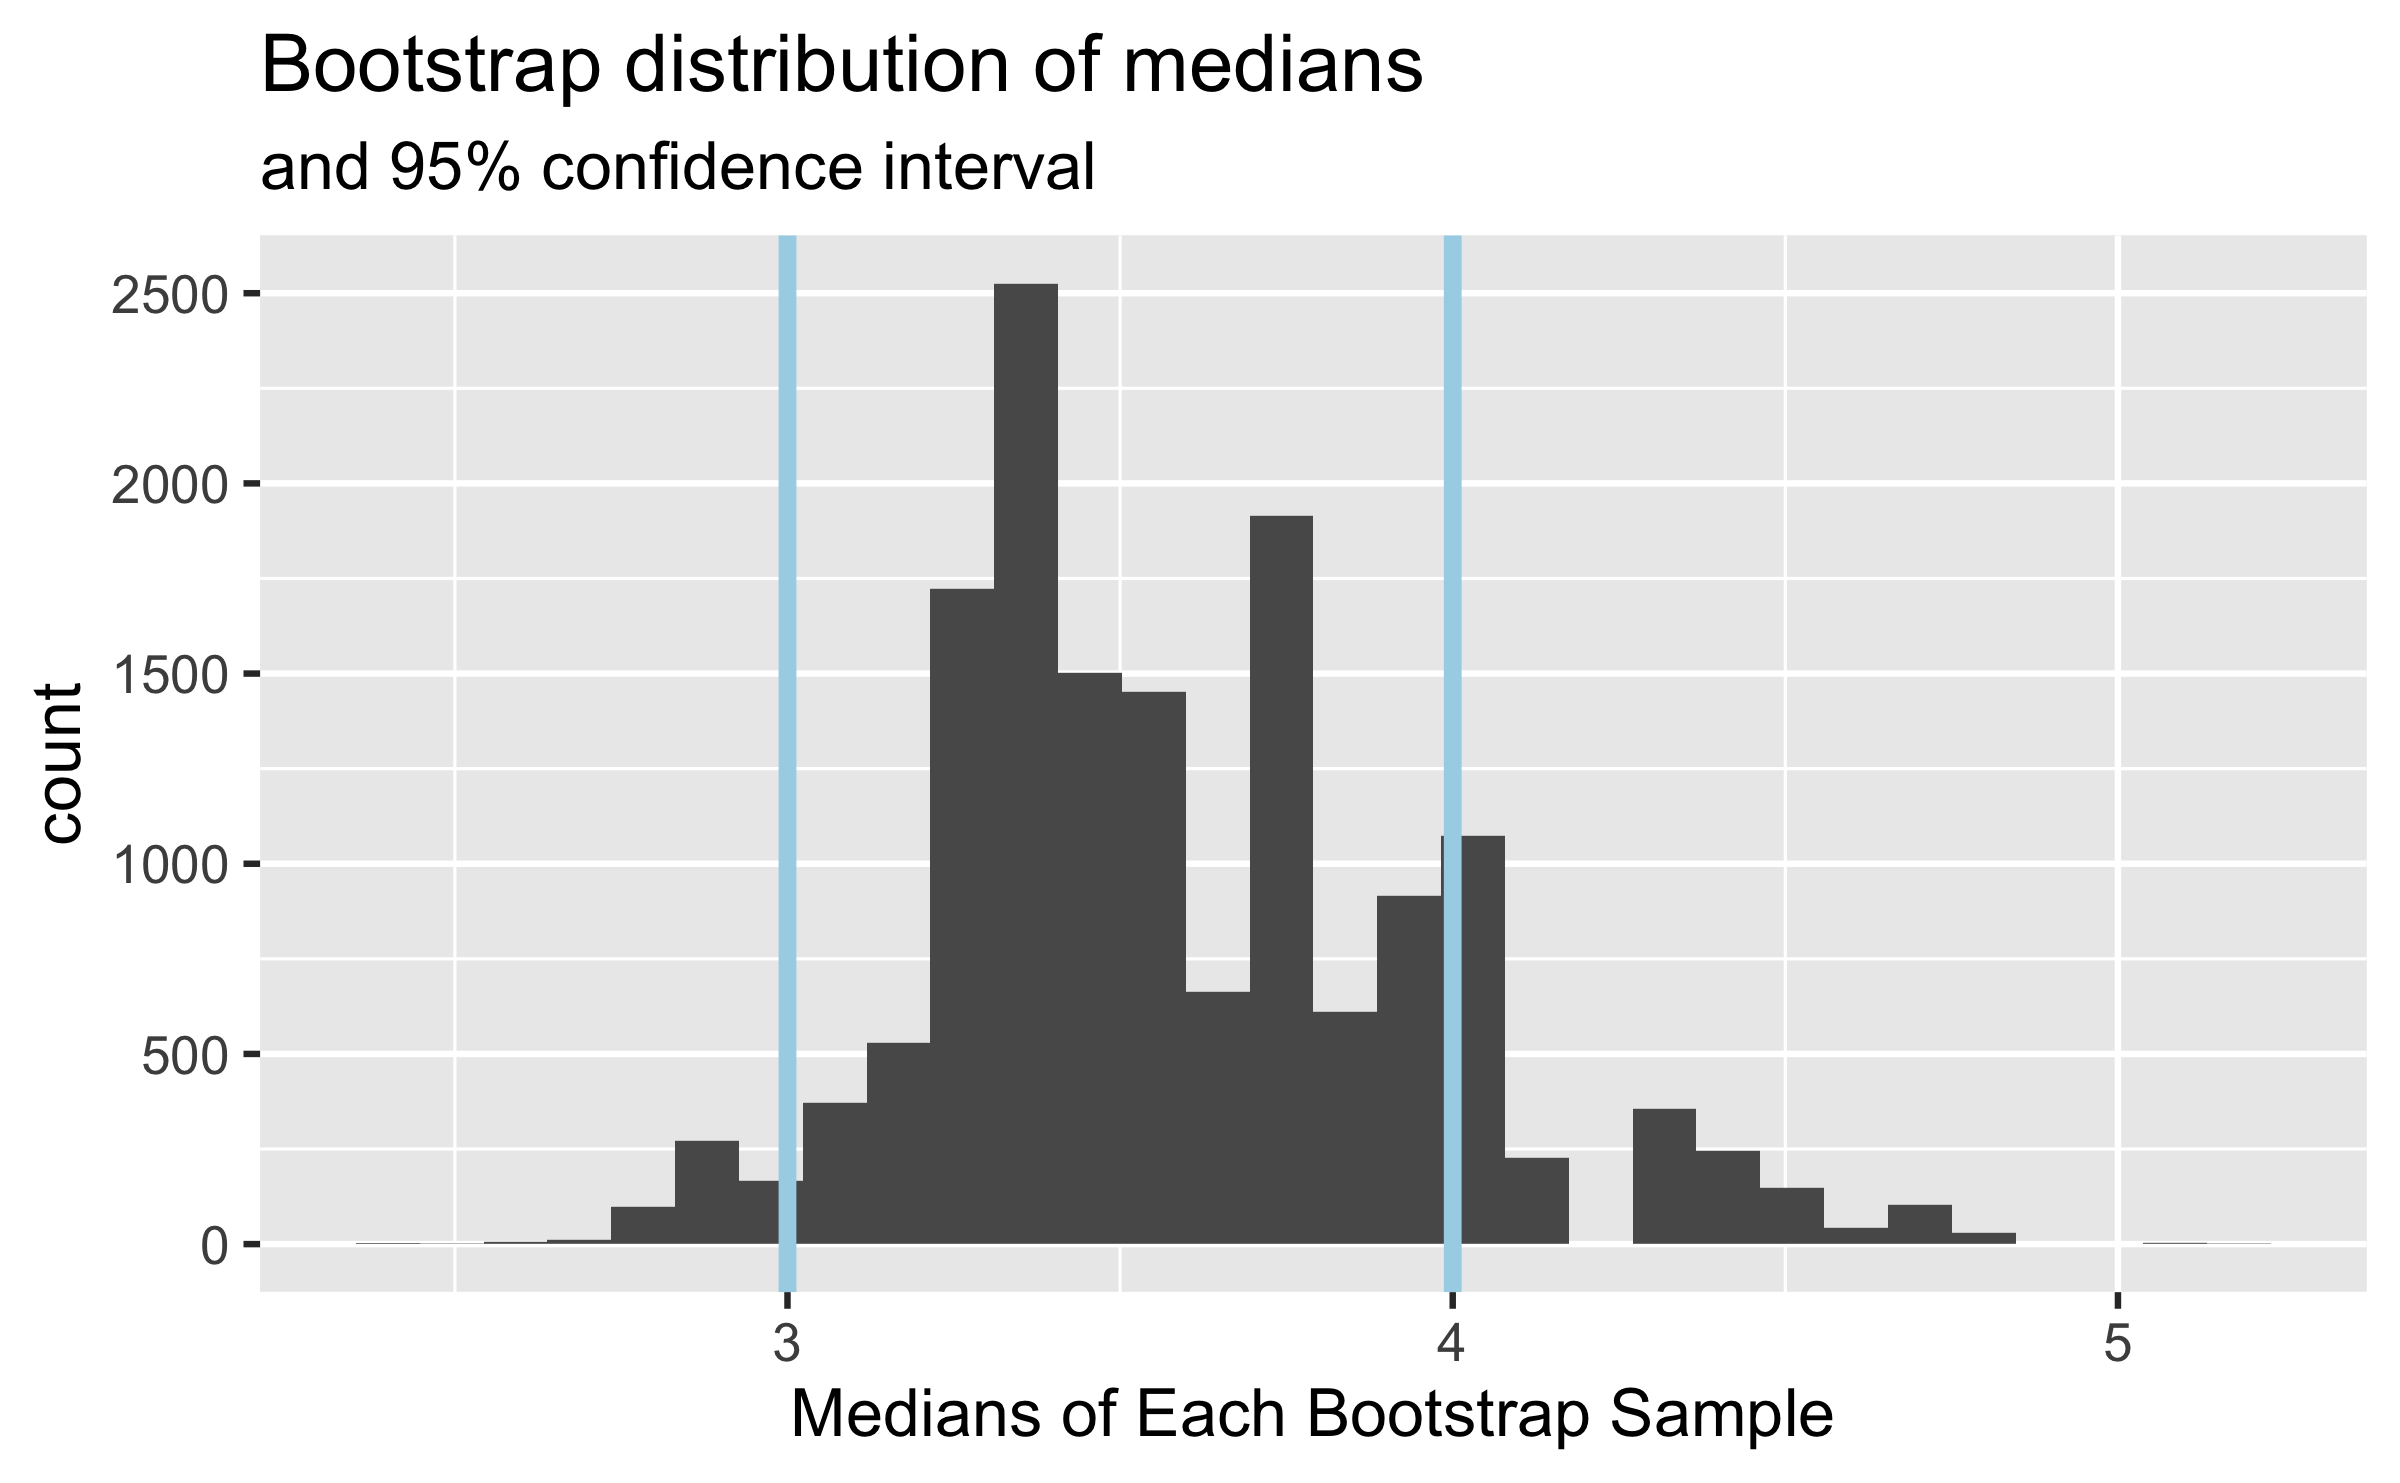 Bootstrap distribution of medians
and 95% confidence interval
2500
2000
1500
1000
500
0
count
3 4 5
Medians of Each Bootstrap Sample